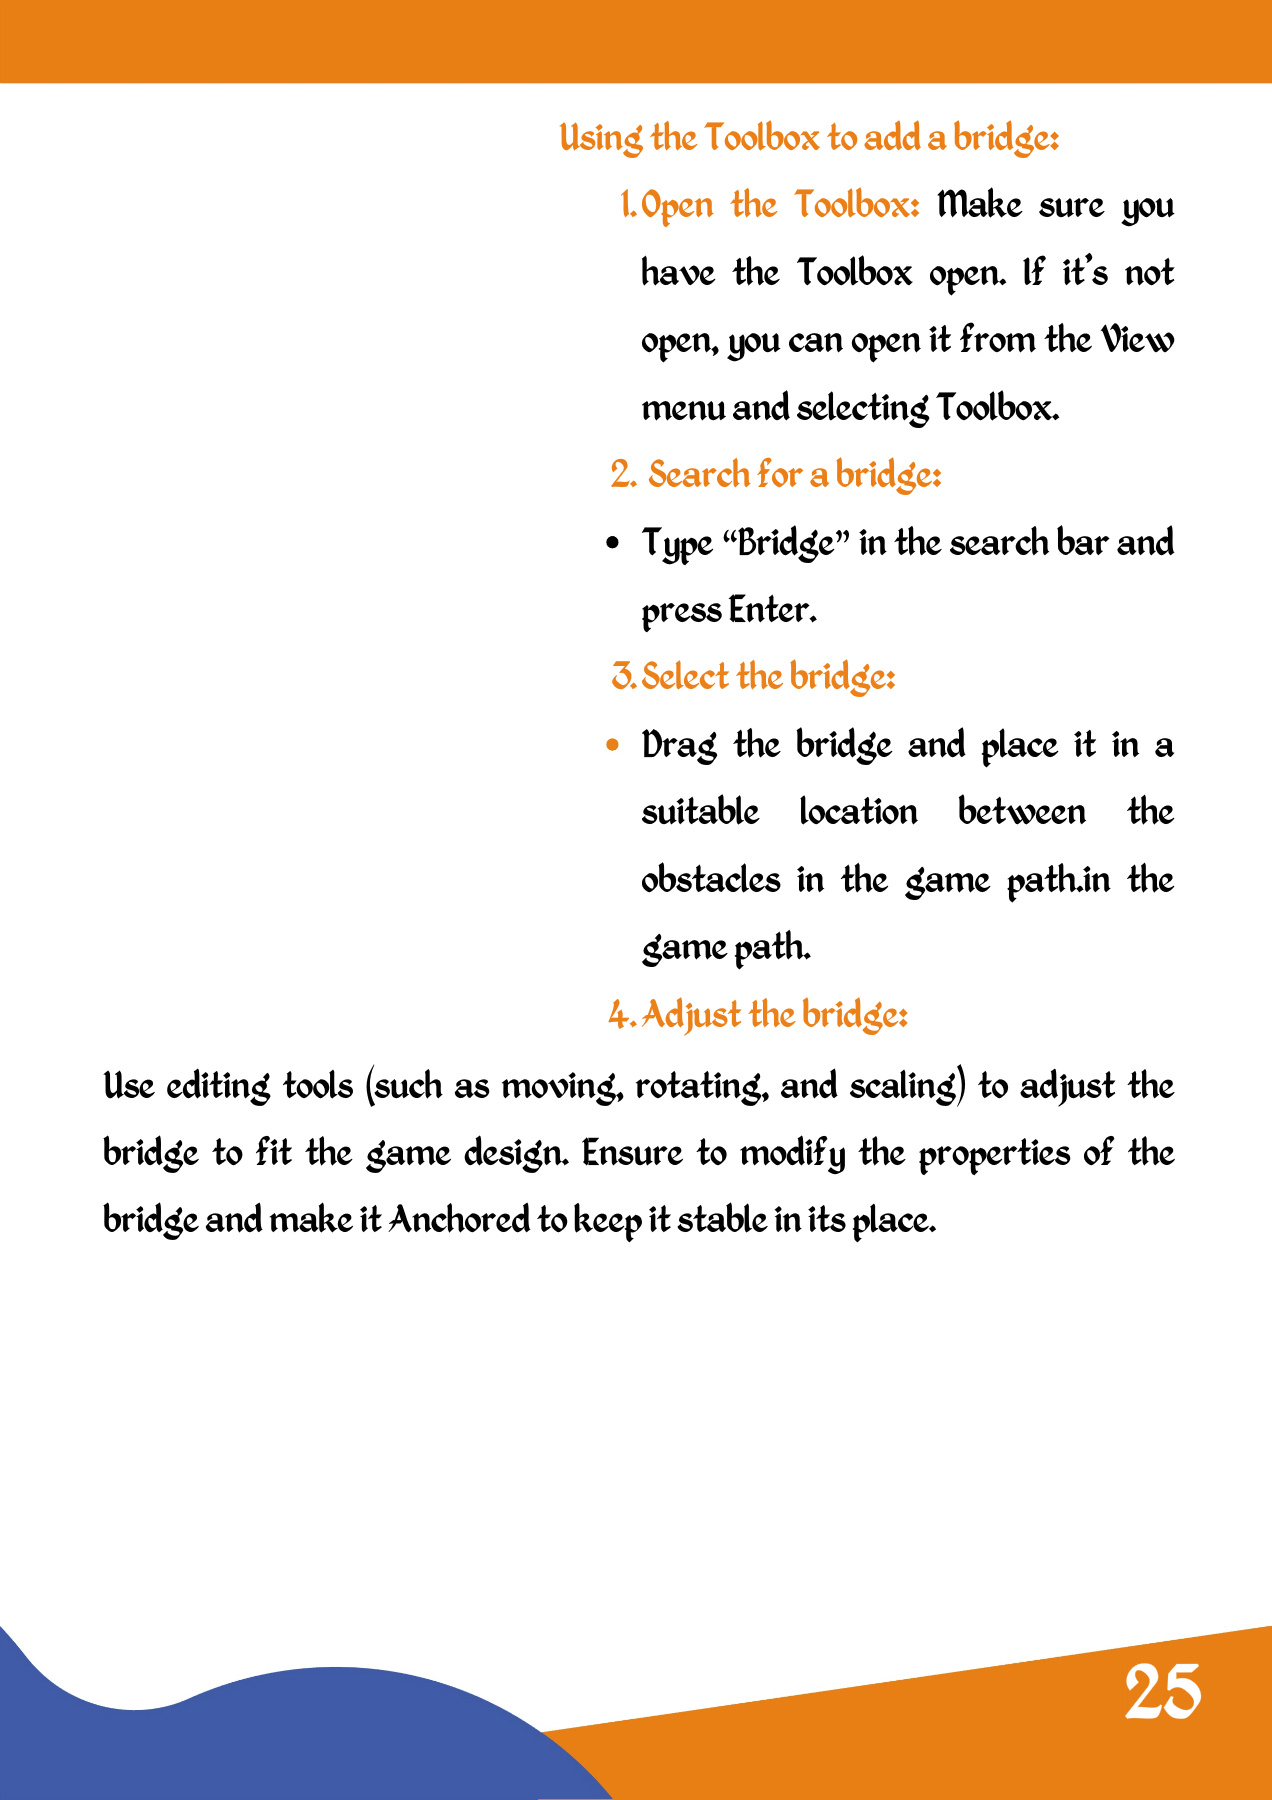 Using the Toolbox to add a bridge:
1. Open the Toolbox: Make sure you
have the Toolbox open. If it's not
open, you can open it from the View
menu and selecting Toolbox.
2. Search for a bridge:
• Type “Bridge” in the search bar and
press Enter.
3. Select the bridge:
• Drag the bridge and place it in a
suitable location between the
obstacles in the game path.in the
game path.
4. Adjust the bridge:
Use editing tools (such as moving, rotating, and scaling) to adjust the
bridge to fit the game design. Ensure to modify the properties of the
bridge and make it Anchored to keep it stable in its place.
25